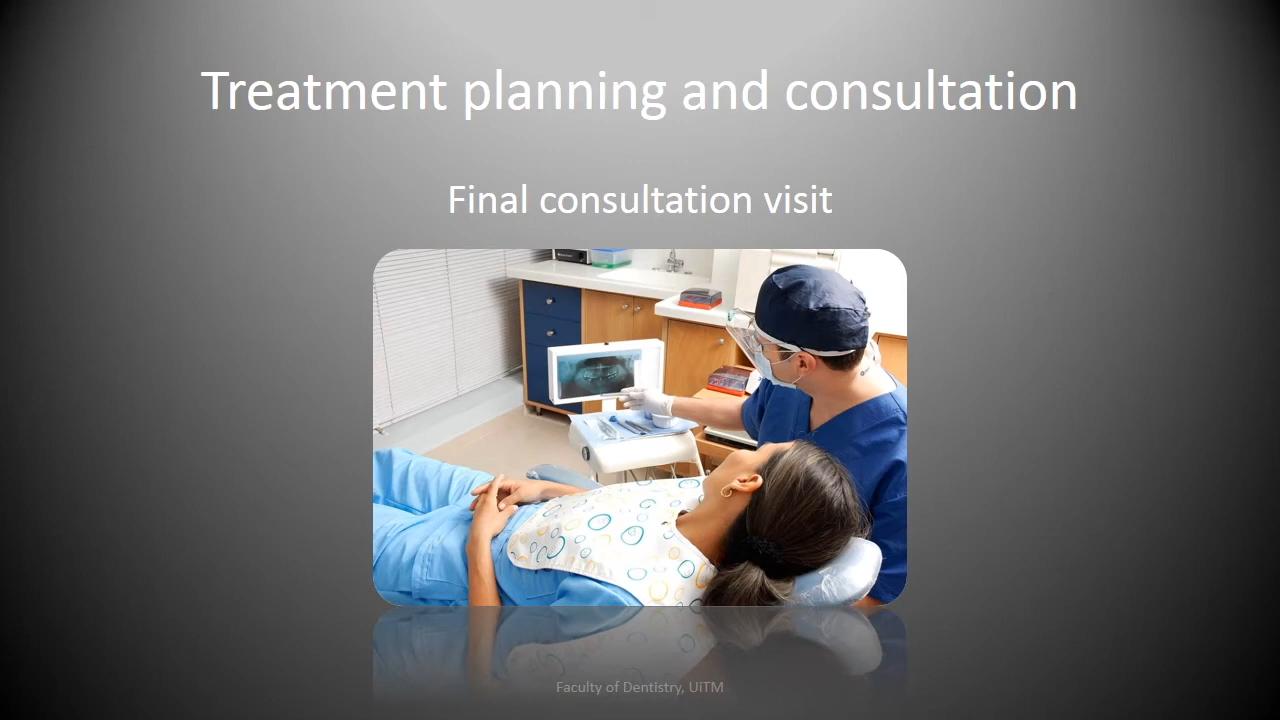 Treatment planning and consultation
Final consultation visit
Faculty of Dentistry, UiTM